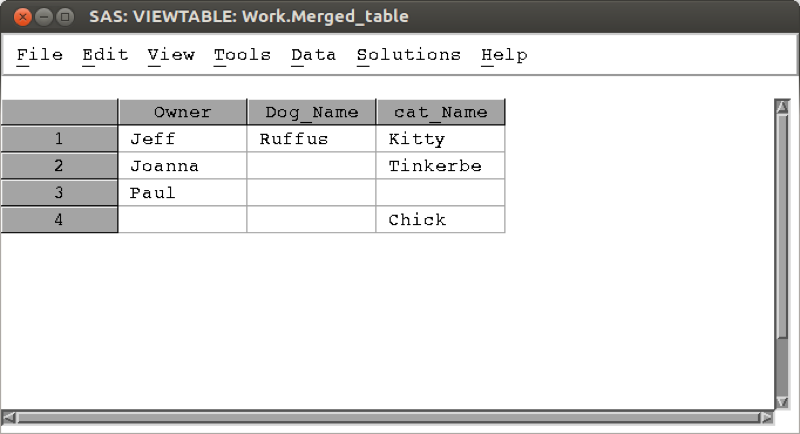 SAS: VIEWTABLE: Work.Merged_table
File Edit View Tools Data Solutions Help
Owner Dog_Name cat_Name
1 Jeff Ruffus Kitty
2 Joanna Tinkerbe
3 Paul
4 Chick